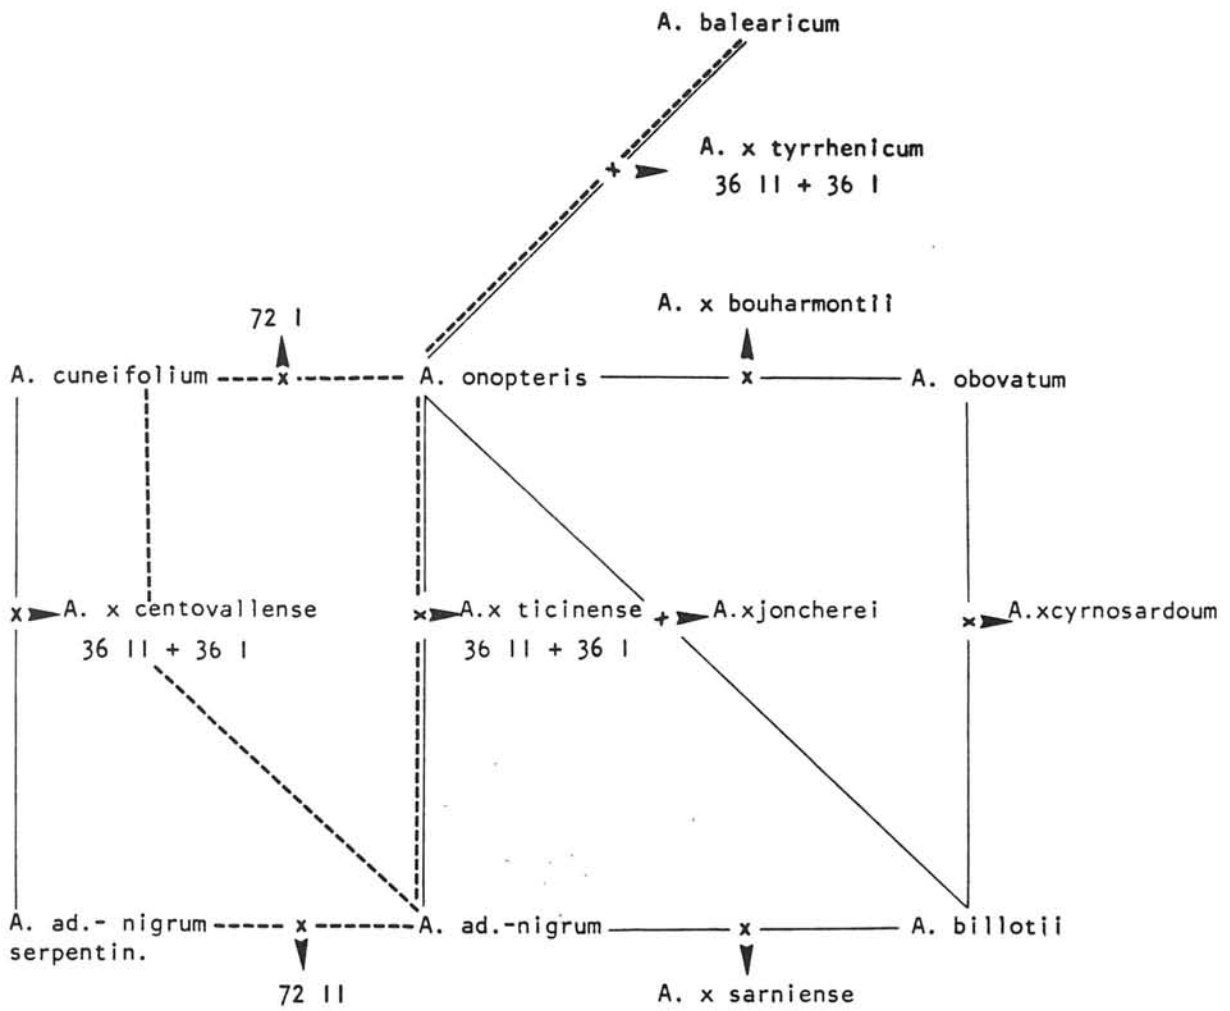 A. balearicum
x
A. x tyrrhenicum
36 II + 36 I
72 I
A. x bouharmontii
A. cuneifolium x A. onopteris x A. obovatum
x A. x centovallense x A.x ticinense x A.xjoncherei x A.xcyrnosardoum
36 II + 36 I 36 II + 36 I
A. ad.- nigrum x A. ad.-nigrum x A. billotii
serpentin.
72 II A. x sarniense